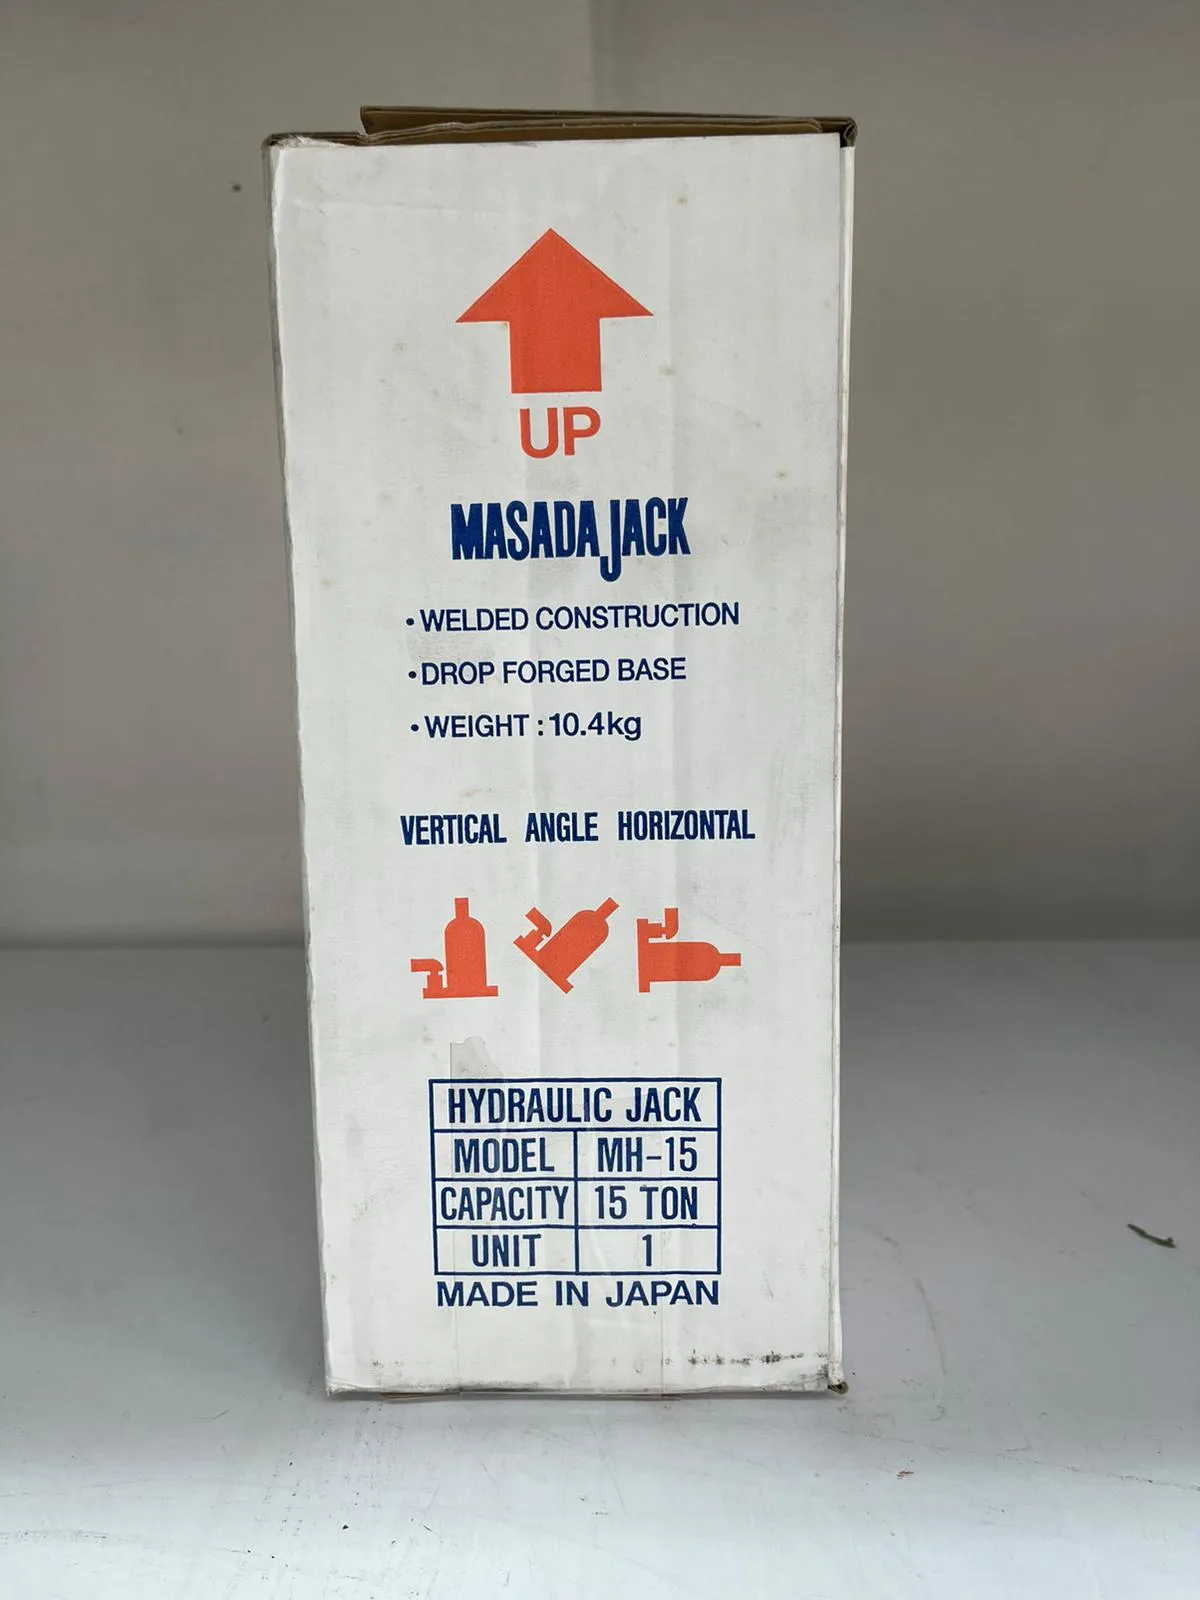 UP
MASADA JACK
• WELDED CONSTRUCTION
• DROP FORGED BASE
• WEIGHT : 10.4kg
VERTICAL ANGLE HORIZONTAL
HYDRAULIC JACK
MODEL MH-15
CAPACITY 15 TON
UNIT 1
MADE IN JAPAN